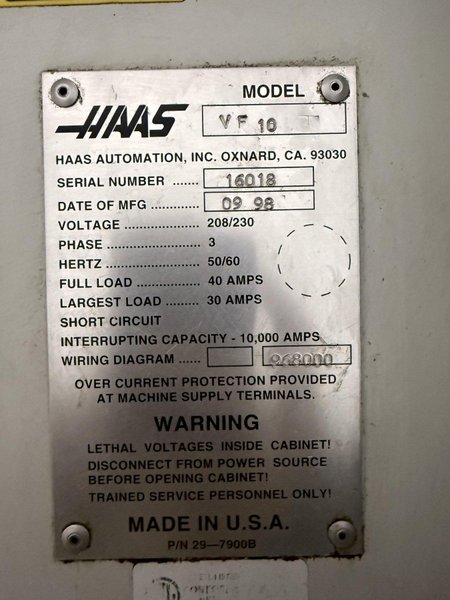 MODEL
HAAS
VF 10
HAAS AUTOMATION, INC. OXNARD, CA. 93030
SERIAL NUMBER ....... 16018
DATE OF MFG ............ 09 98
VOLTAGE .................... 208/230
PHASE ........................ 3
HERTZ ......................... 50/60
FULL LOAD ................. 40 AMPS
LARGEST LOAD .......... 30 AMPS
SHORT CIRCUIT
INTERRUPTING CAPACITY - 10,000 AMPS
WIRING DIAGRAM ...... 968000
OVER CURRENT PROTECTION PROVIDED
AT MACHINE SUPPLY TERMINALS.
WARNING
LETHAL VOLTAGES INSIDE CABINET!
DISCONNECT FROM POWER SOURCE
BEFORE OPENING CABINET!
TRAINED SERVICE PERSONNEL ONLY!
MADE IN U.S.A.
P/N 29—7900B